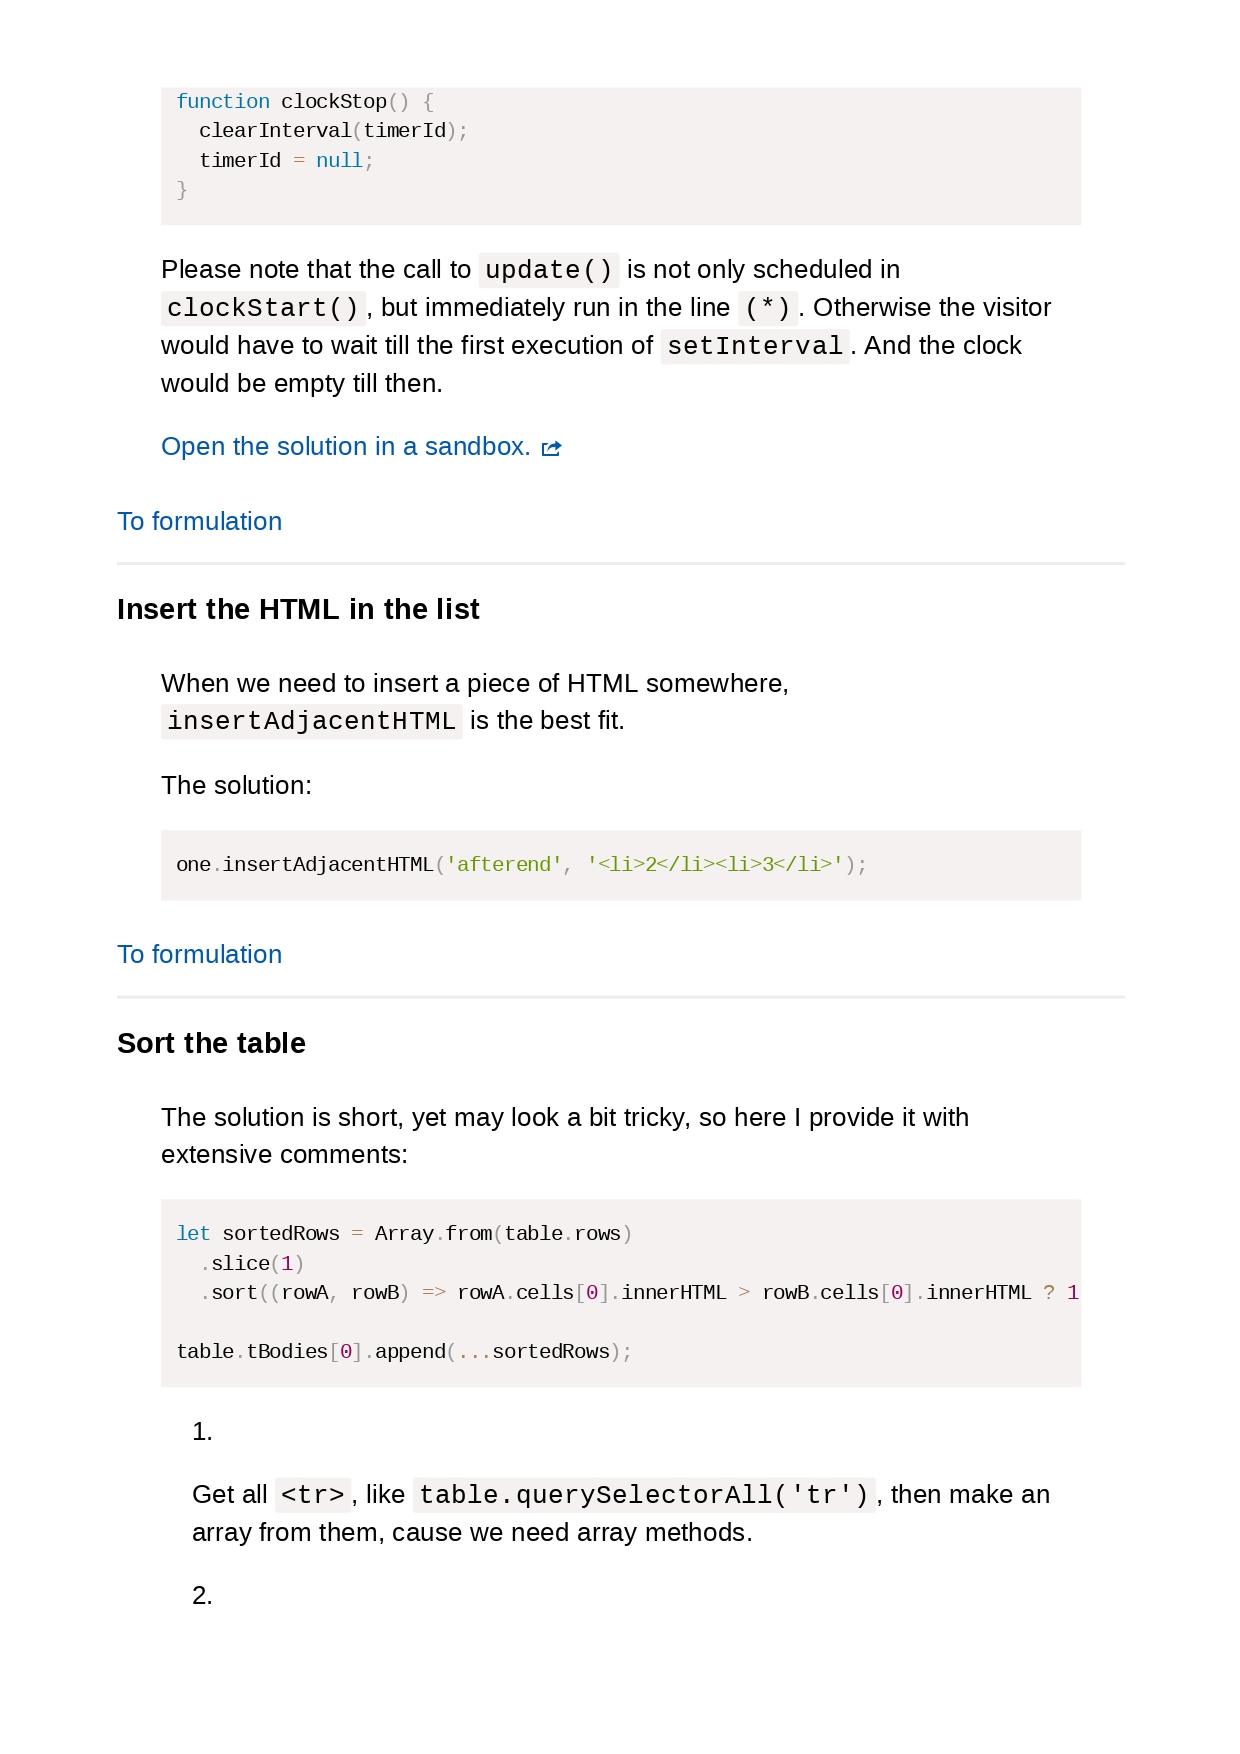 function clockStop() {
  clearInterval(timerId);
  timerId = null;
}
Please note that the call to update() is not only scheduled in
clockStart(), but immediately run in the line (*). Otherwise the visitor
would have to wait till the first execution of setInterval. And the clock
would be empty till then.
Open the solution in a sandbox.
To formulation
Insert the HTML in the list
When we need to insert a piece of HTML somewhere,
insertAdjacentHTML is the best fit.
The solution:
one.insertAdjacentHTML('afterend', '<li>2</li><li>3</li>');
To formulation
Sort the table
The solution is short, yet may look a bit tricky, so here I provide it with
extensive comments:
let sortedRows = Array.from(table.rows)
  .slice(1)
  .sort((rowA, rowB) => rowA.cells[0].innerHTML > rowB.cells[0].innerHTML ? 1
table.tBodies[0].append(...sortedRows);
1.
Get all <tr>, like table.querySelectorAll('tr'), then make an
array from them, cause we need array methods.
2.